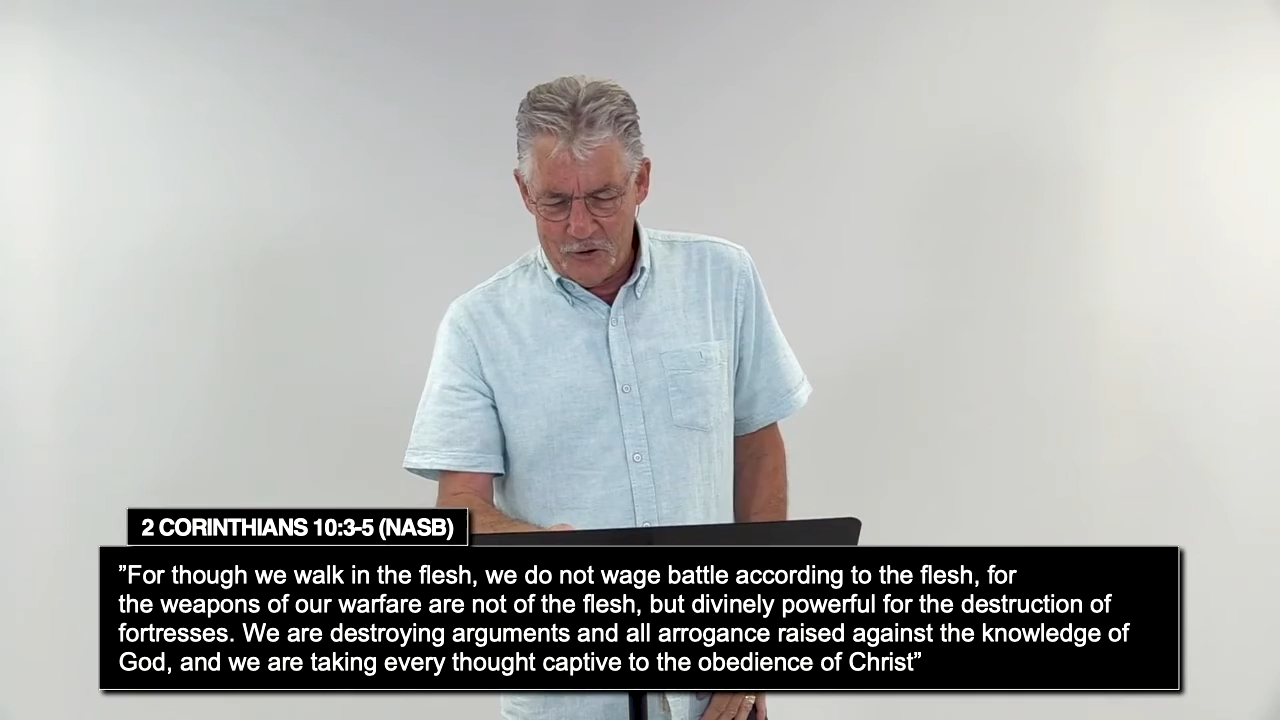 2 CORINTHIANS 10:3-5 (NASB)
”For though we walk in the flesh, we do not wage battle according to the flesh, for
the weapons of our warfare are not of the flesh, but divinely powerful for the destruction of
fortresses. We are destroying arguments and all arrogance raised against the knowledge of
God, and we are taking every thought captive to the obedience of Christ”